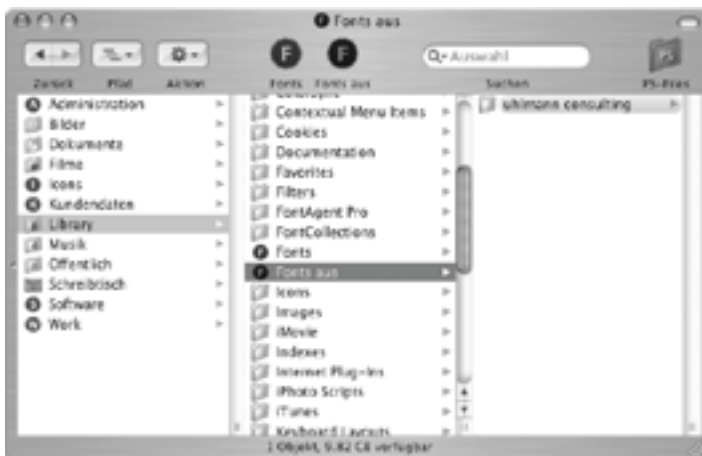 Fonts aus
Zurück Pfad Aktion Fonts Fonts aus Auswahl Suchen PS-Files
Administration
Bilder
Dokumente
Filme
Icons
Kundendaten
Library
Musik
Öffentlich
Schreibtisch
Software
Work
Contextual Menu Items
Cookies
Documentation
Favorites
Filters
FontAgent Pro
FontCollections
Fonts
Fonts aus
Icons
Images
iMovie
Indexes
Internet Plug-Ins
iPhoto Scripts
iTunes
Keyboard Layouts
uhlmann consulting
1 Objekt, 9.82 GB verfügbar